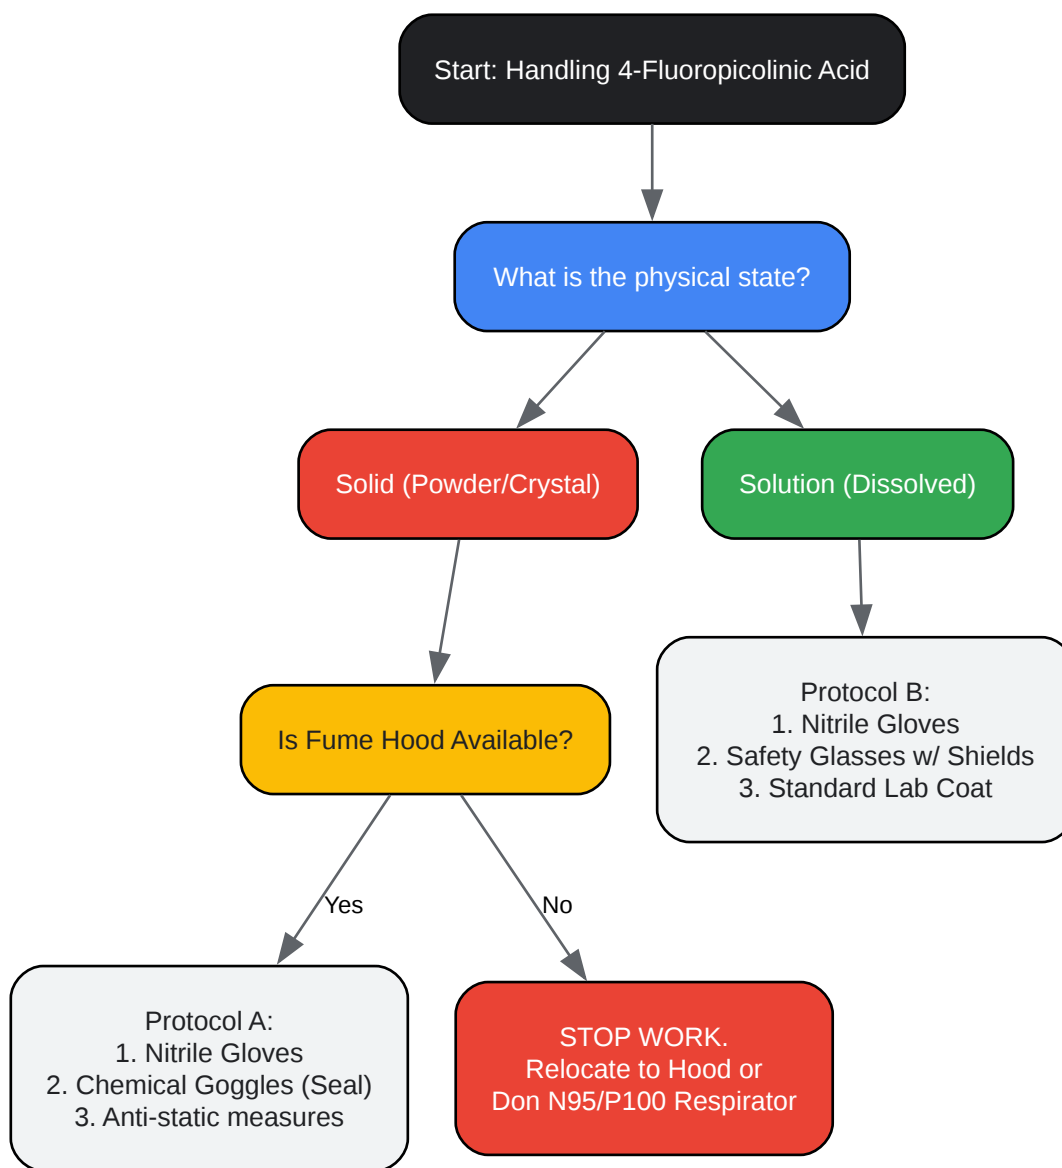 Start: Handling 4-Fluoropicolinic Acid
What is the physical state?
Solid (Powder/Crystal)
Solution (Dissolved)
Protocol B:
1. Nitrile Gloves
2. Safety Glasses w/ Shields
3. Standard Lab Coat
Is Fume Hood Available?
Yes
No
Protocol A:
1. Nitrile Gloves
2. Chemical Goggles (Seal)
3. Anti-static measures
STOP WORK.
Relocate to Hood or
Don N95/P100 Respirator